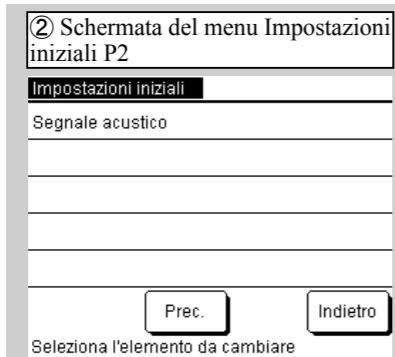 ② Schermata del menu Impostazioni
iniziali P2
Impostazioni iniziali
Segnale acustico
Prec.
Indietro
Seleziona l'elemento da cambiare